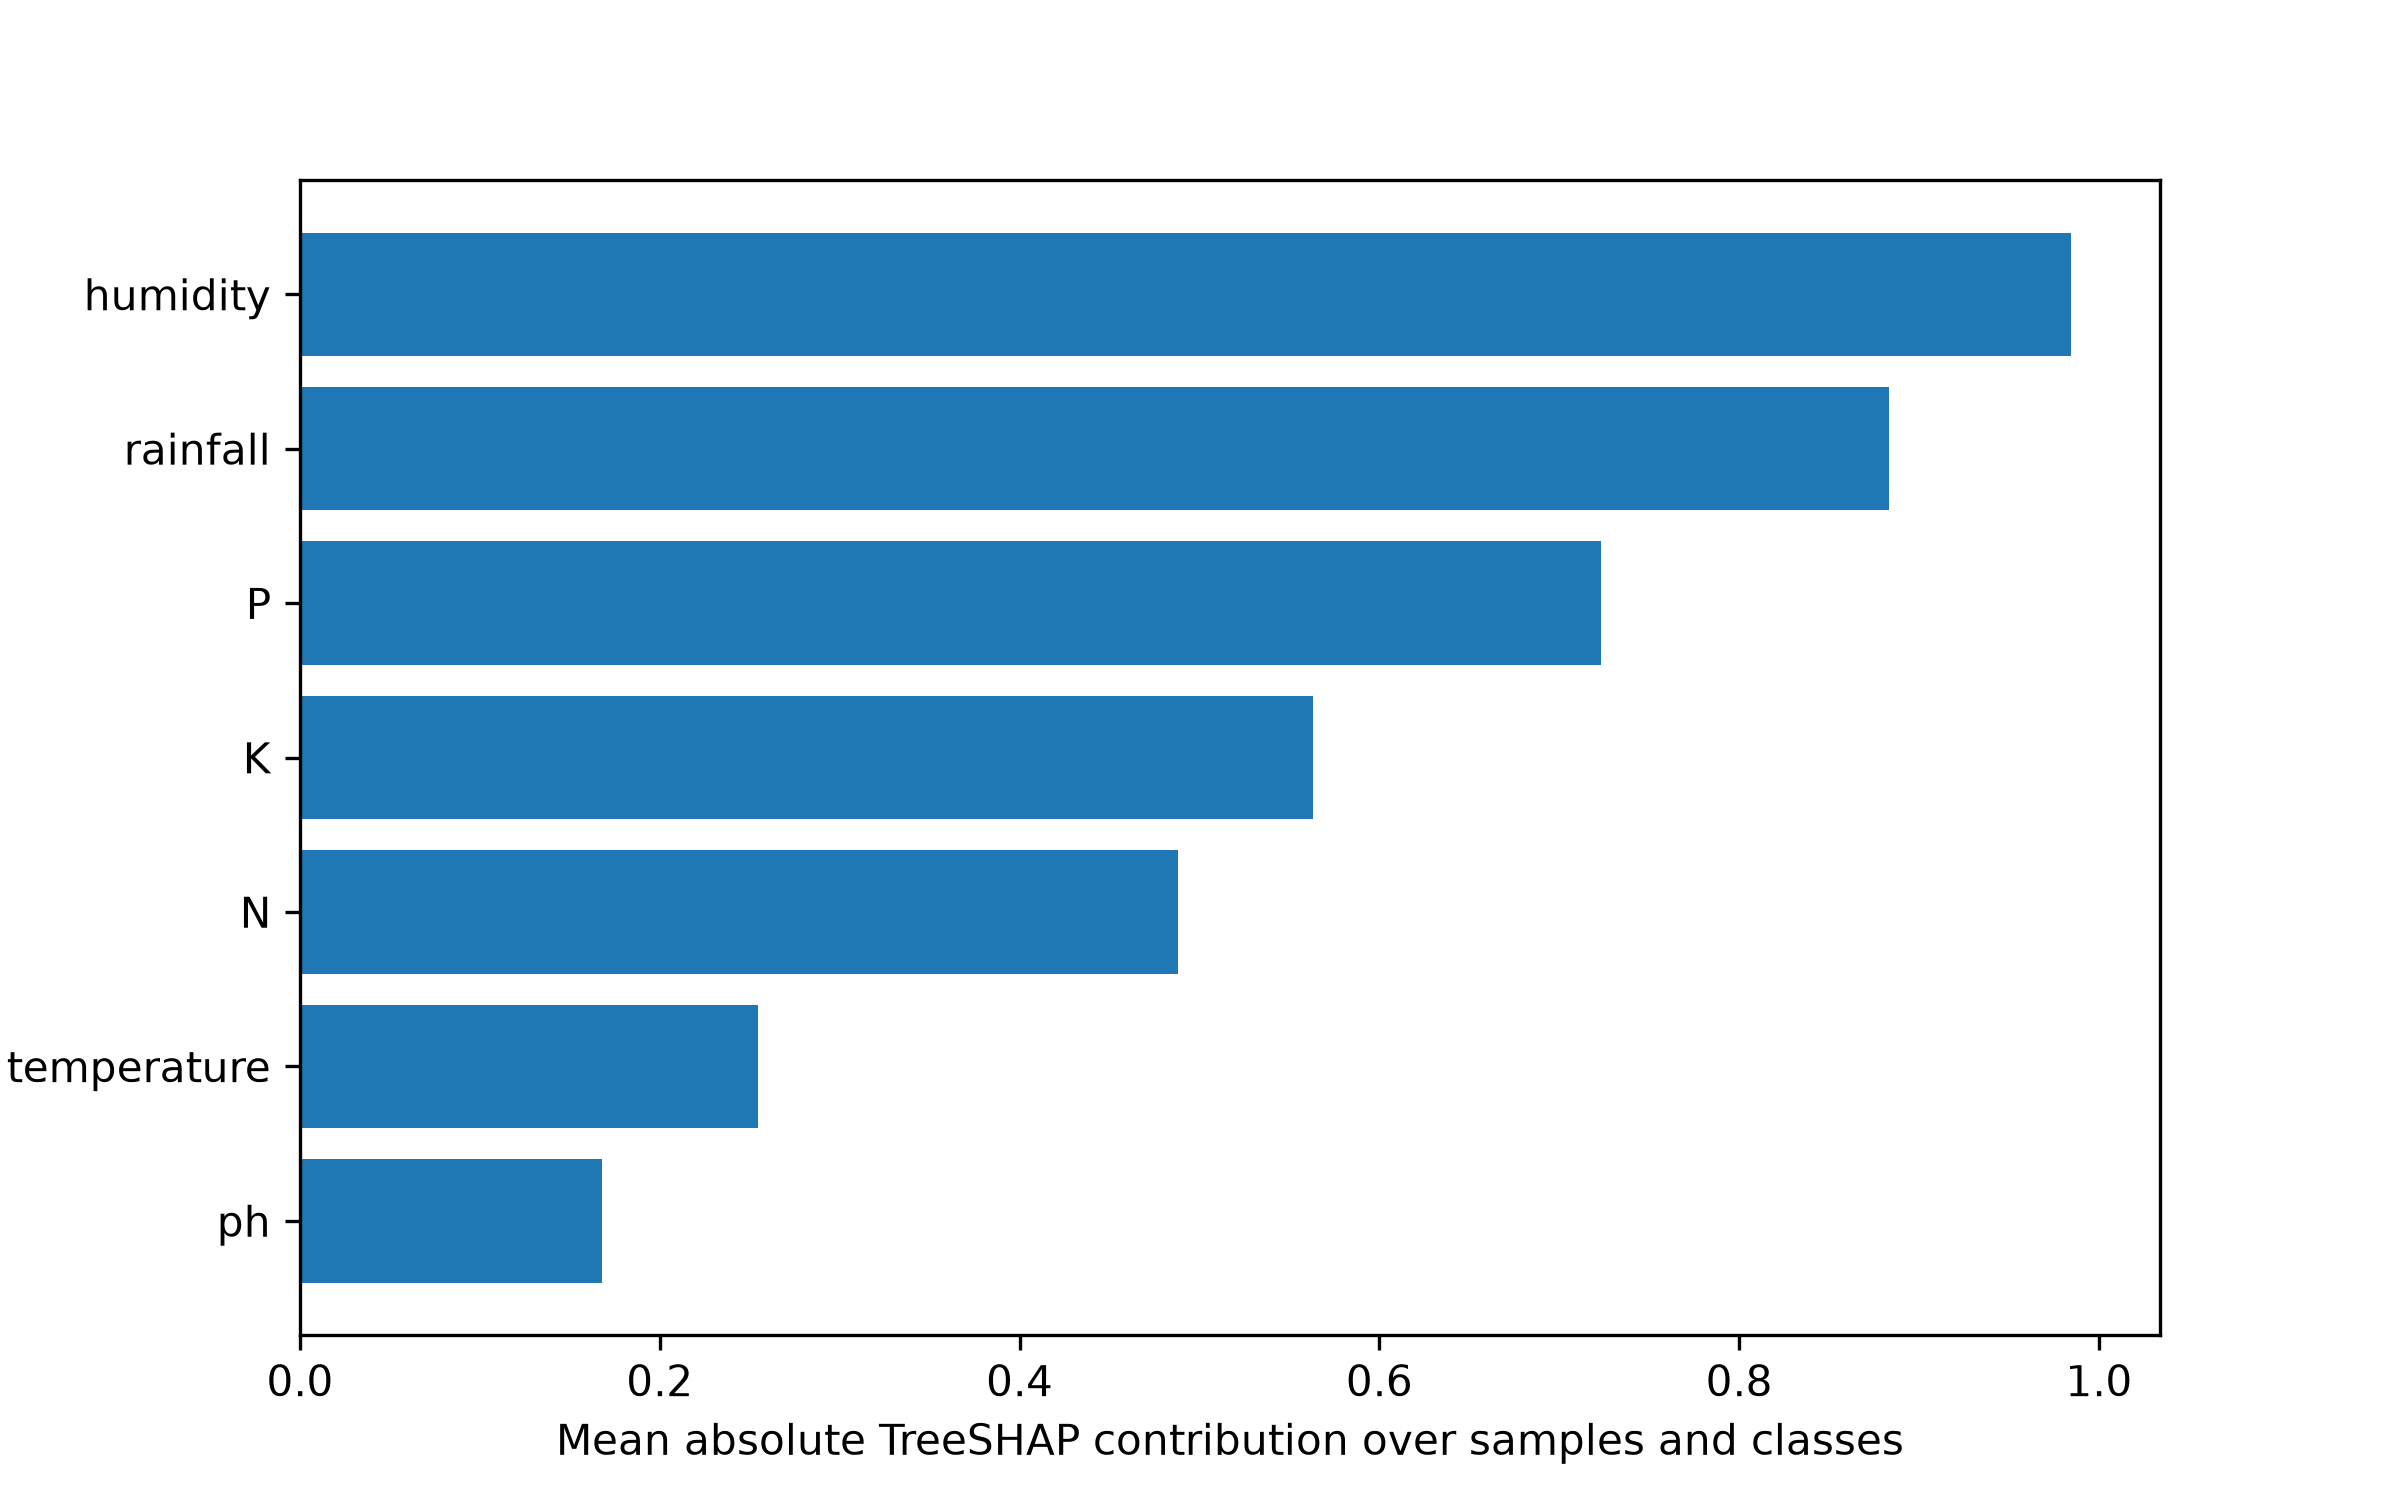 humidity
rainfall
P
K
N
temperature
ph
0.0 0.2 0.4 0.6 0.8 1.0
Mean absolute TreeSHAP contribution over samples and classes